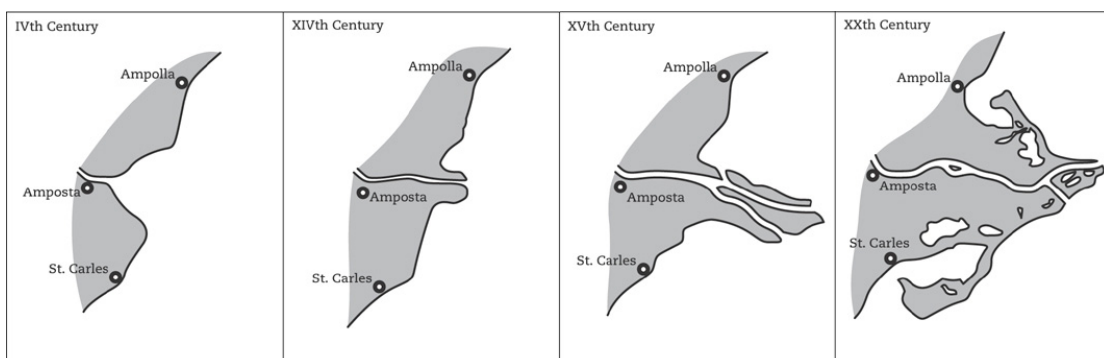 IVth Century
Ampolla
Amposta
St. Carles
XIVth Century
Ampolla
Amposta
St. Carles
XVth Century
Ampolla
Amposta
St. Carles
XXth Century
Ampolla
Amposta
St. Carles